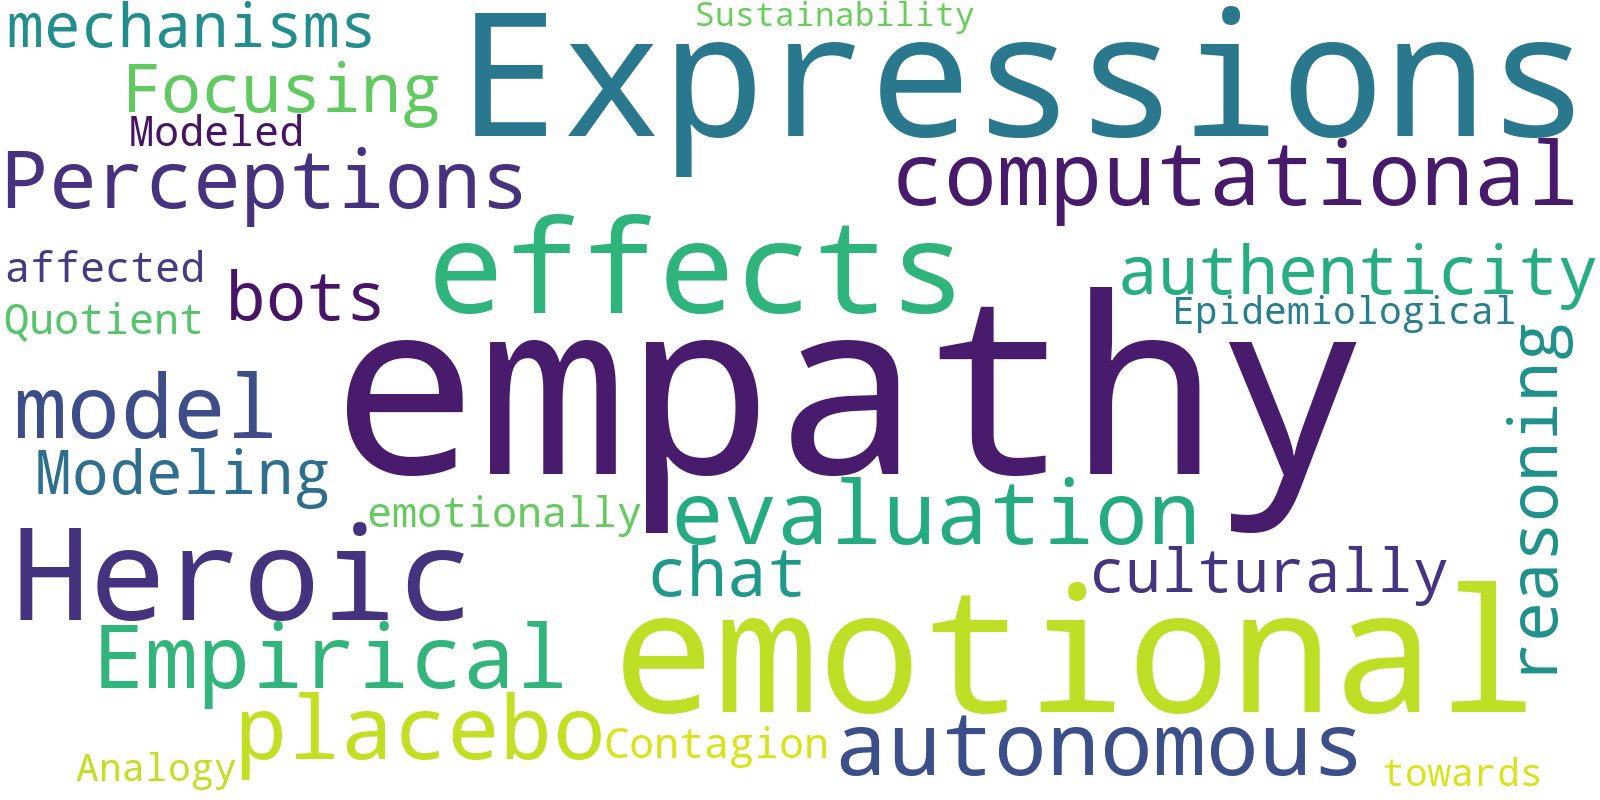 mechanisms
Sustainability
Expressions
Focusing
Modeled
Perceptions
computational
effects
authenticity
affected
bots
Epidemiological
Quotient
empathy
reasoning
model
Modeling
emotionally
evaluation
Heroic
chat
culturally
Empirical
emotional
placebo
Contagion
autonomous
Analogy
towards